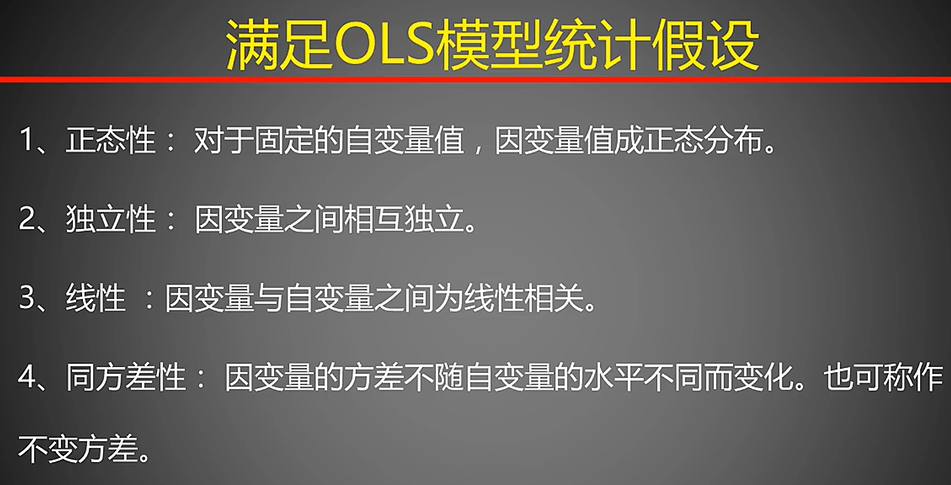 满足OLS模型统计假设
1、正态性： 对于固定的自变量值，因变量值成正态分布。
2、独立性： 因变量之间相互独立。
3、线性 ：因变量与自变量之间为线性相关。
4、同方差性： 因变量的方差不随自变量的水平不同而变化。也可称作
不变方差。